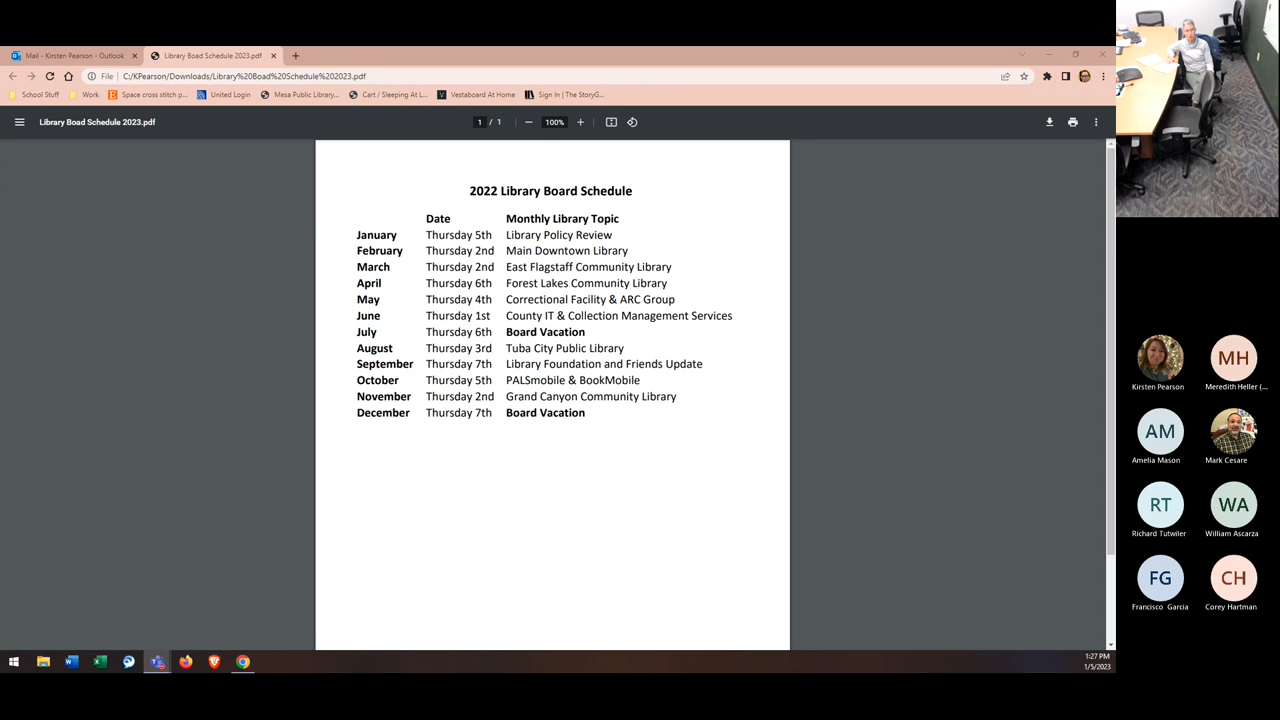 Mail - Kirsten Pearson - Outlook
Library Boad Schedule 2023.pdf
File
C:/KPearson/Downloads/Library%20Boad%20Schedule%202023.pdf
School Stuff
Work
Space cross stitch p...
United Login
Mesa Public Library...
Cart / Sleeping At L...
Vestaboard At Home
Sign In | The StoryG...
Library Boad Schedule 2023.pdf
1 / 1
100%
2022 Library Board Schedule
Date Monthly Library Topic
January Thursday 5th Library Policy Review
February Thursday 2nd Main Downtown Library
March Thursday 2nd East Flagstaff Community Library
April Thursday 6th Forest Lakes Community Library
May Thursday 4th Correctional Facility & ARC Group
June Thursday 1st County IT & Collection Management Services
July Thursday 6th Board Vacation
August Thursday 3rd Tuba City Public Library
September Thursday 7th Library Foundation and Friends Update
October Thursday 5th PALSmobile & BookMobile
November Thursday 2nd Grand Canyon Community Library
December Thursday 7th Board Vacation
1:27 PM
1/5/2023
Kirsten Pearson
MH
Meredith Heller (...
AM
Amelia Mason
Mark Cesare
RT
Richard Tutwiler
WA
William Ascarza
FG
Francisco Garcia
CH
Corey Hartman